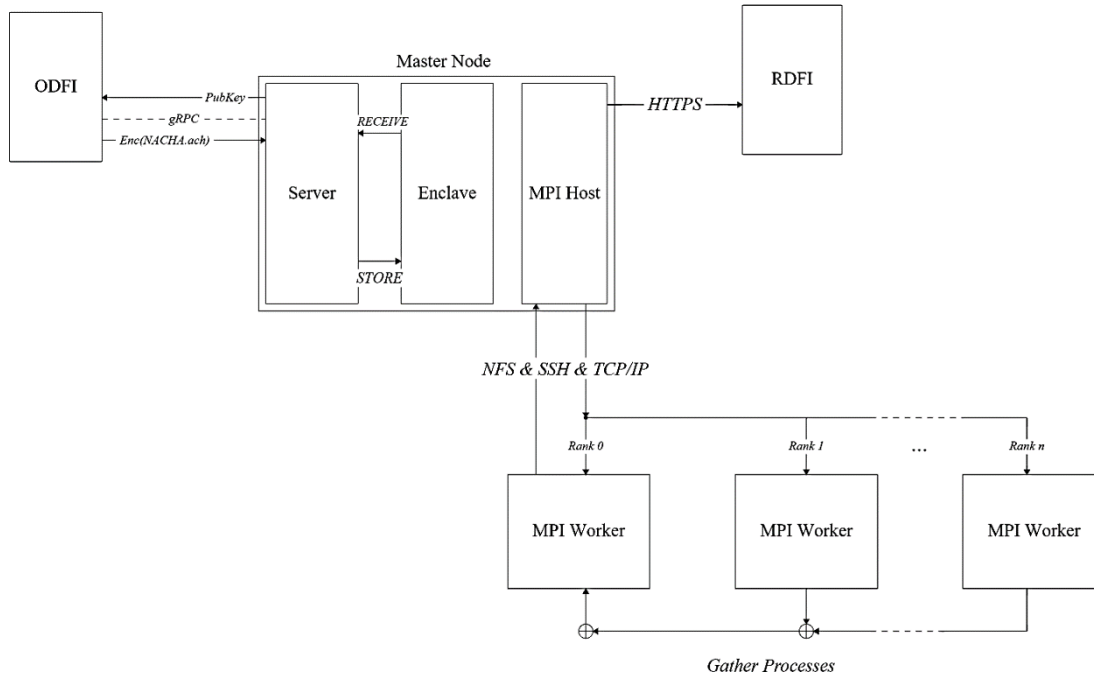 Master Node
ODFI
RDFI
PubKey
gRPC
Enc(NACHA.ach)
RECEIVE
STORE
Server
Enclave
MPI Host
HTTPS
NFS & SSH & TCP/IP
Rank 0
Rank 1
...
Rank n
MPI Worker
MPI Worker
MPI Worker
Gather Processes